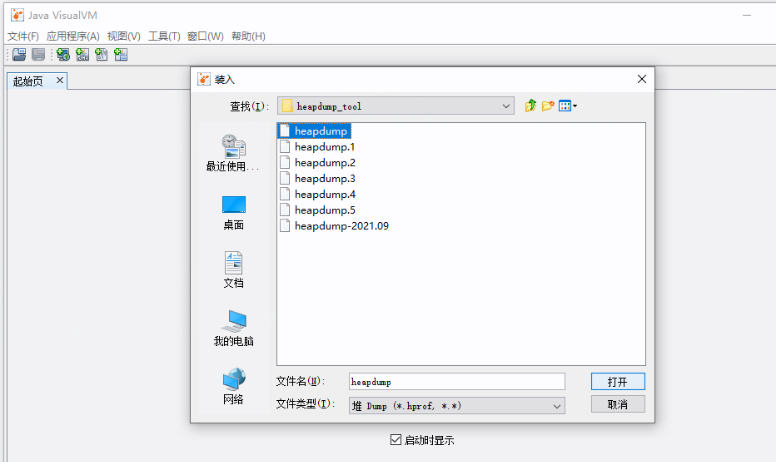 Java VisualVM
文件(F) 应用程序(A) 视图(V) 工具(T) 窗口(W) 帮助(H)
起始页
装入
查找(I): heapdump_tool
heapdump
heapdump.1
heapdump.2
heapdump.3
heapdump.4
heapdump.5
heapdump-2021.09
最近使用...
桌面
文档
我的电脑
网络
文件名(N): heapdump 打开
文件类型(T): 堆 Dump (*.hprof, *.*) 取消
启动时显示